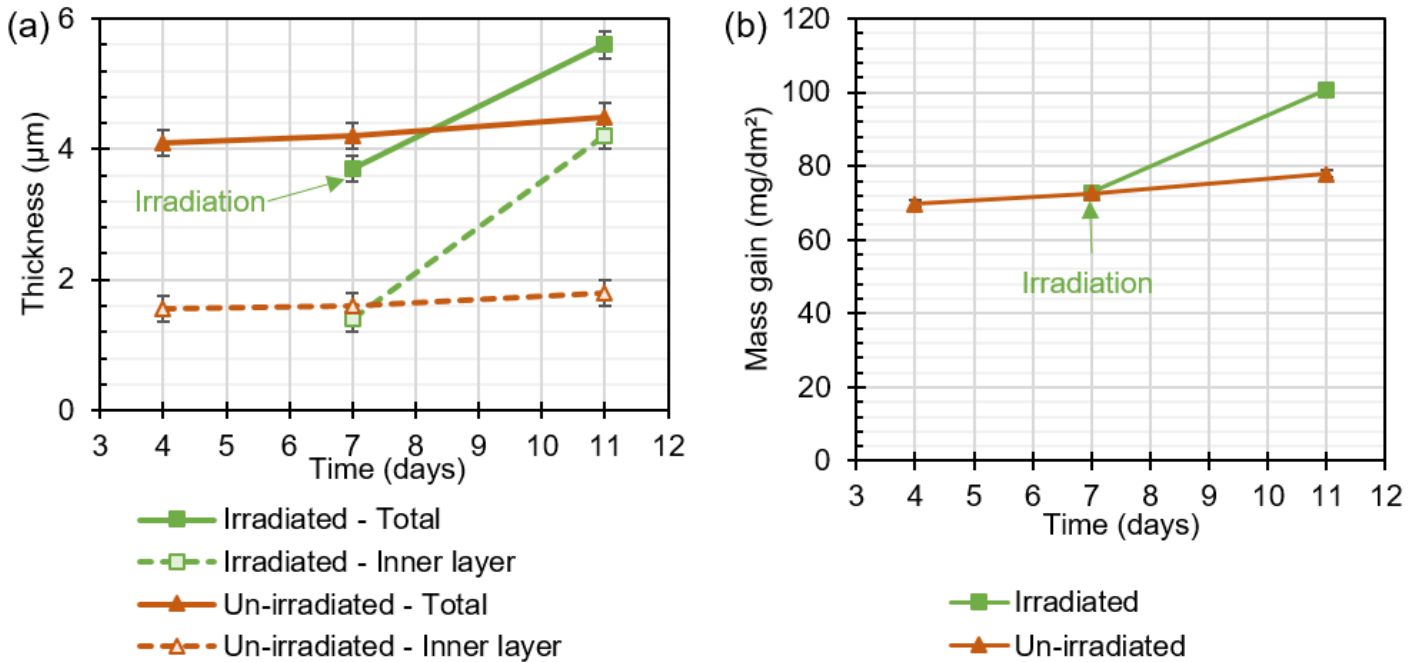 (a)
6
4
2
0
Thickness (µm)
Irradiation
3 4 5 6 7 8 9 10 11 12
Time (days)
Irradiated - Total
Irradiated - Inner layer
Un-irradiated - Total
Un-irradiated - Inner layer
(b)
120
100
80
60
40
20
0
Mass gain (mg/dm²)
Irradiation
3 4 5 6 7 8 9 10 11 12
Time (days)
Irradiated
Un-irradiated